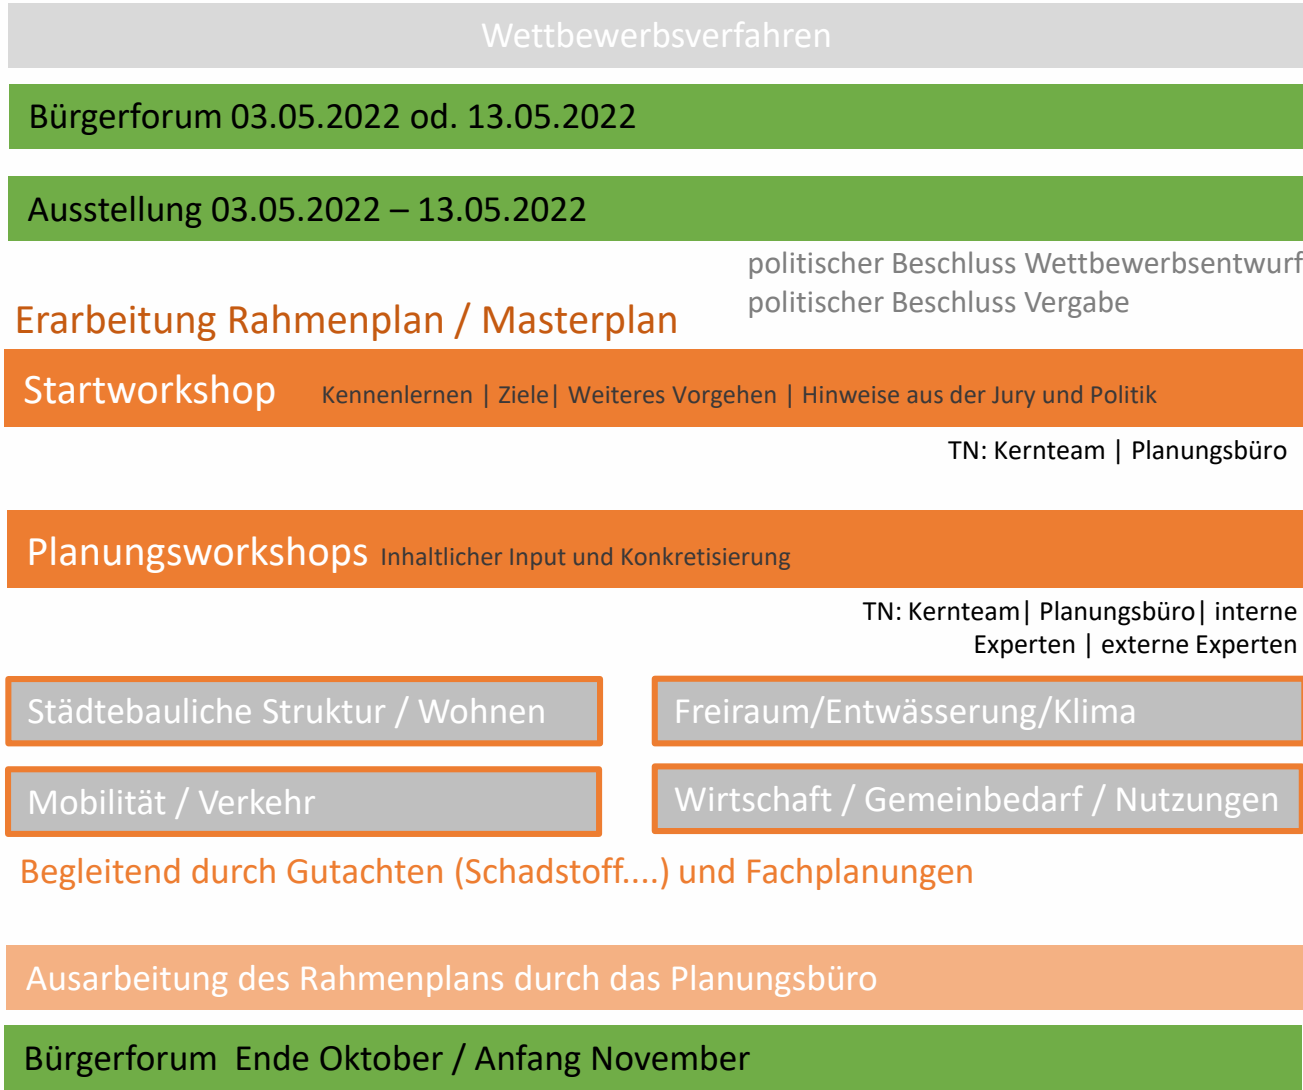 Wettbewerbsverfahren
Bürgerforum 03.05.2022 od. 13.05.2022
Ausstellung 03.05.2022 – 13.05.2022
politischer Beschluss Wettbewerbsentwurf
politischer Beschluss Vergabe
Erarbeitung Rahmenplan / Masterplan
Startworkshop Kennenlernen | Ziele| Weiteres Vorgehen | Hinweise aus der Jury und Politik
TN: Kernteam | Planungsbüro
Planungsworkshops Inhaltlicher Input und Konkretisierung
TN: Kernteam| Planungsbüro| interne
Experten | externe Experten
Städtebauliche Struktur / Wohnen
Freiraum/Entwässerung/Klima
Mobilität / Verkehr
Wirtschaft / Gemeinbedarf / Nutzungen
Begleitend durch Gutachten (Schadstoff....) und Fachplanungen
Ausarbeitung des Rahmenplans durch das Planungsbüro
Bürgerforum Ende Oktober / Anfang November